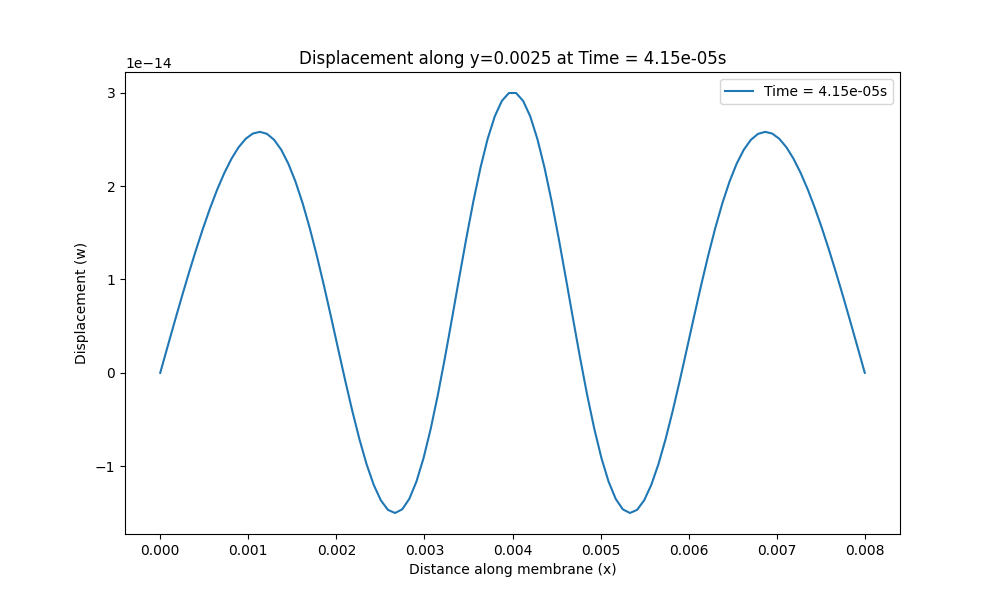 Displacement along y=0.0025 at Time = 4.15e-05s
1e−14
Time = 4.15e-05s
3
2
1
0
−1
Displacement (w)
0.000 0.001 0.002 0.003 0.004 0.005 0.006 0.007 0.008
Distance along membrane (x)